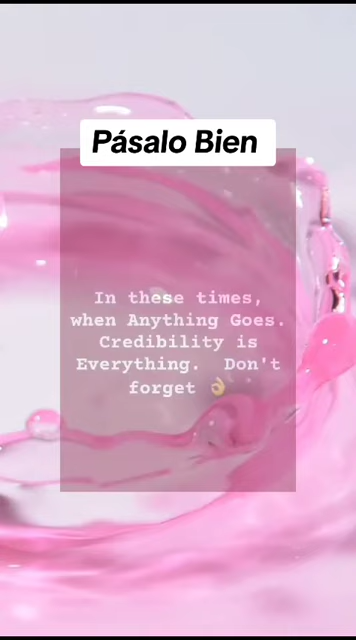 Pásalo Bien
In these times,
when Anything Goes.
Credibility is
Everything.  Don't
forget